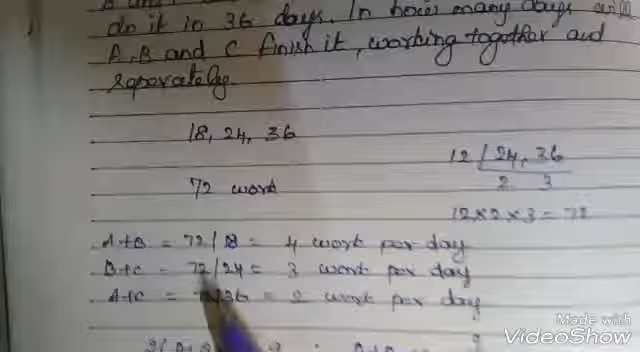 do it in 36 days. In how many days will
A, B and C finish it, working together and
separately.
18, 24, 36
12 | 24, 36
2 3
72 work
12 × 2 × 3 = 72
A+B = 72/18 = 4 work per day
B+C = 72/24 = 3 work per day
A+C = /36 = 2 work per day
Made With
VideoShow